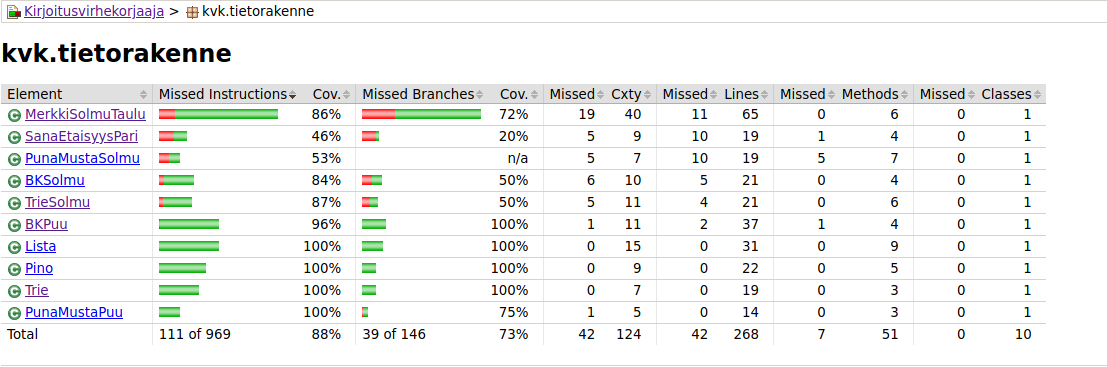 Kirjoitusvirhekorjaaja > kvk.tietorakenne
kvk.tietorakenne
Element Missed Instructions Cov. Missed Branches Cov. Missed Cxty Missed Lines Missed Methods Missed Classes
C MerkkiSolmuTaulu 86% 72% 19 40 11 65 0 6 0 1
C SanaEtaisyysPari 46% 20% 5 9 10 19 1 4 0 1
C PunaMustaSolmu 53% n/a 5 7 10 19 5 7 0 1
C BKSolmu 84% 50% 6 10 5 21 0 4 0 1
C TrieSolmu 87% 50% 5 11 4 21 0 6 0 1
C BKPuu 96% 100% 1 11 2 37 1 4 0 1
C Lista 100% 100% 0 15 0 31 0 9 0 1
C Pino 100% 100% 0 9 0 22 0 5 0 1
C Trie 100% 100% 0 7 0 19 0 3 0 1
C PunaMustaPuu 100% 75% 1 5 0 14 0 3 0 1
Total 111 of 969 88% 39 of 146 73% 42 124 42 268 7 51 0 10